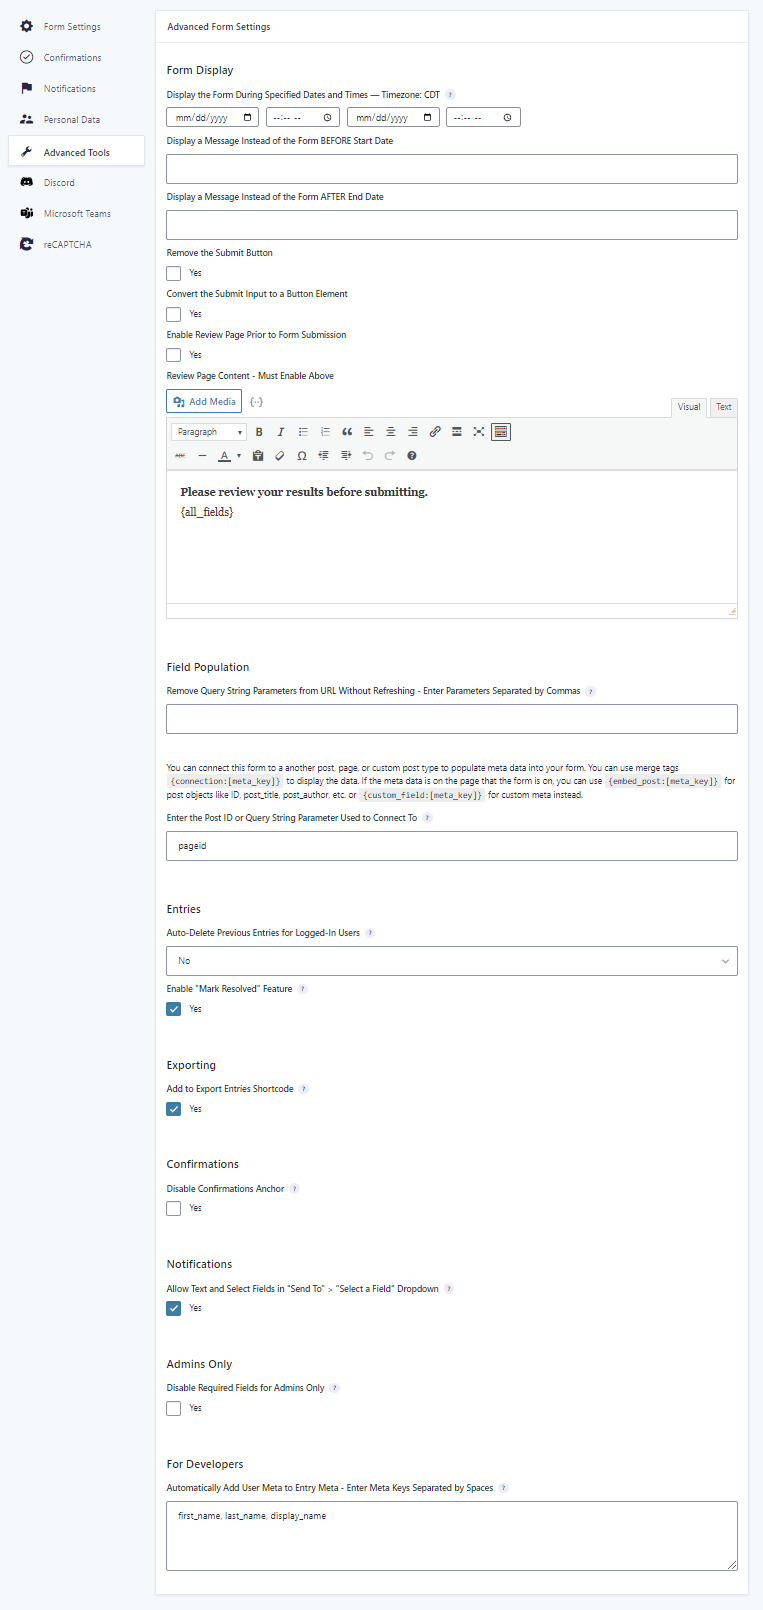 Form Settings
Confirmations
Notifications
Personal Data
Advanced Tools
Discord
Microsoft Teams
reCAPTCHA
Advanced Form Settings
Form Display
Display the Form During Specified Dates and Times — Timezone: CDT ?
mm/dd/yyyy --:-- -- mm/dd/yyyy --:-- --
Display a Message Instead of the Form BEFORE Start Date
Display a Message Instead of the Form AFTER End Date
Remove the Submit Button
Yes
Convert the Submit Input to a Button Element
Yes
Enable Review Page Prior to Form Submission
Yes
Review Page Content - Must Enable Above
Add Media {··}
Visual Text
Paragraph B I
ABC A Ω ?
Please review your results before submitting.
{all_fields}
Field Population
Remove Query String Parameters from URL Without Refreshing - Enter Parameters Separated by Commas ?
You can connect this form to a another post, page, or custom post type to populate meta data into your form. You can use merge tags
{connection:[meta_key]} to display the data. If the meta data is on the page that the form is on, you can use {embed_post:[meta_key]} for
post objects like ID, post_title, post_author, etc. or {custom_field:[meta_key]} for custom meta instead.
Enter the Post ID or Query String Parameter Used to Connect To ?
pageid
Entries
Auto-Delete Previous Entries for Logged-In Users ?
No
Enable "Mark Resolved" Feature ?
Yes
Exporting
Add to Export Entries Shortcode ?
Yes
Confirmations
Disable Confirmations Anchor ?
Yes
Notifications
Allow Text and Select Fields in "Send To" > "Select a Field" Dropdown ?
Yes
Admins Only
Disable Required Fields for Admins Only ?
Yes
For Developers
Automatically Add User Meta to Entry Meta - Enter Meta Keys Separated by Spaces ?
first_name, last_name, display_name